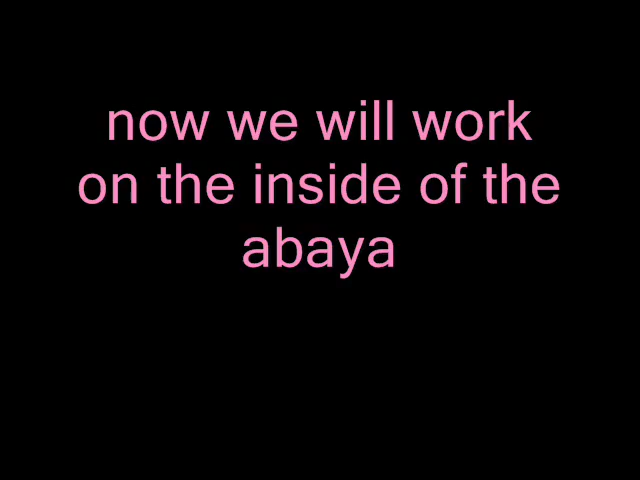 now we will work
on the inside of the
abaya